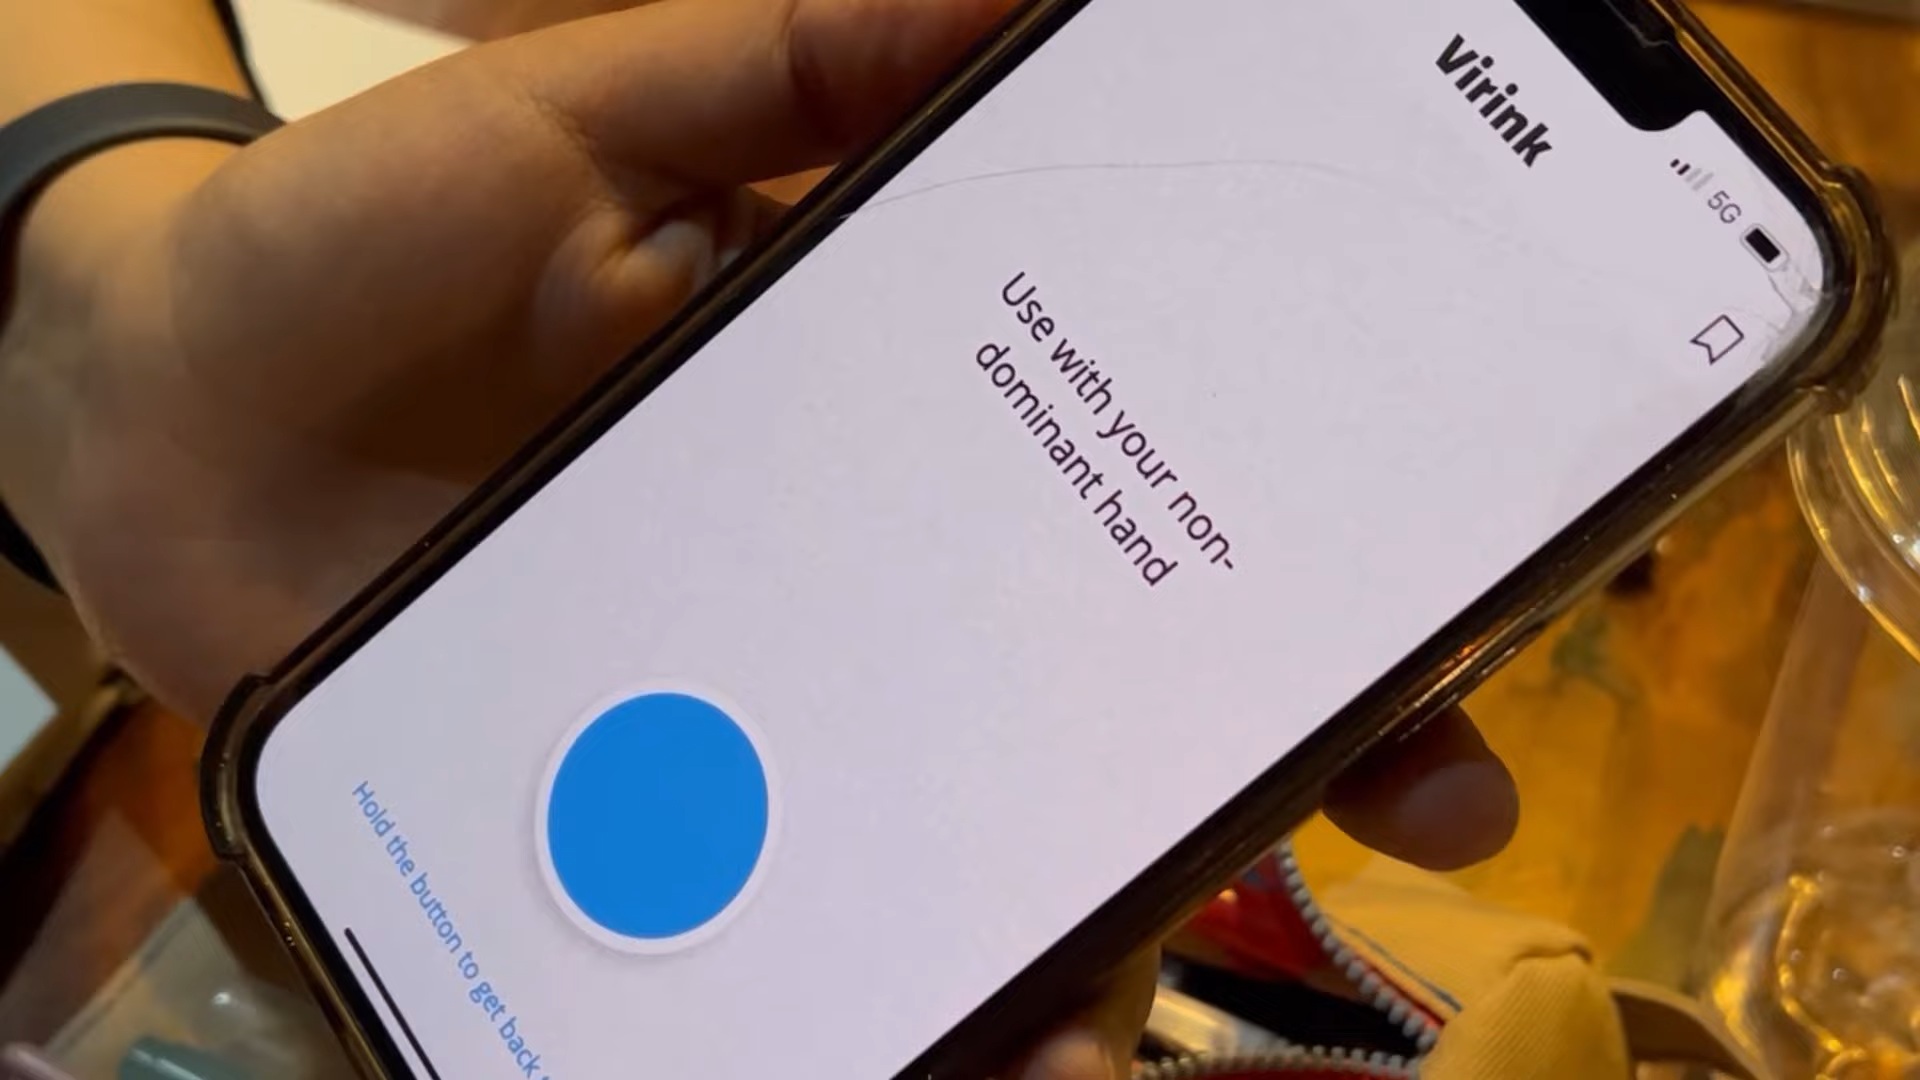 virink
5G
Use with your non-
dominant hand
Hold the button to get back